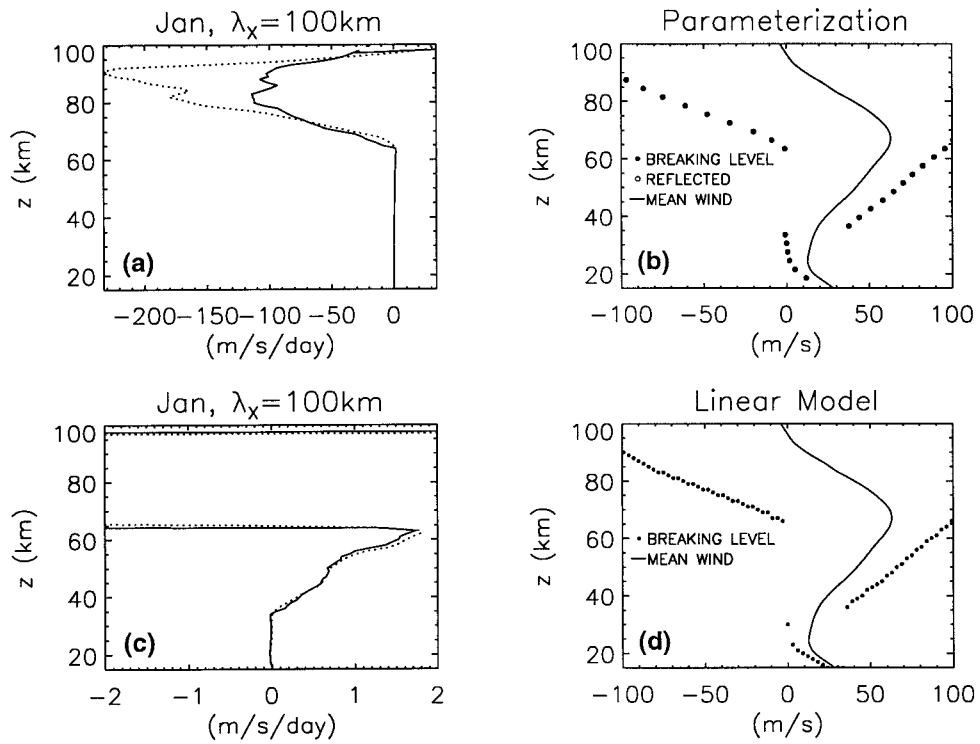 Jan, λx=100km
z (km)
100
80
60
40
20
(a)
-200 -150 -100 -50 0
(m/s/day)
Parameterization
z (km)
100
80
60
40
20
BREAKING LEVEL
REFLECTED
MEAN WIND
(b)
-100 -50 0 50 100
(m/s)
Jan, λx=100km
z (km)
100
80
60
40
20
(c)
-2 -1 0 1 2
(m/s/day)
Linear Model
z (km)
100
80
60
40
20
BREAKING LEVEL
MEAN WIND
(d)
-100 -50 0 50 100
(m/s)